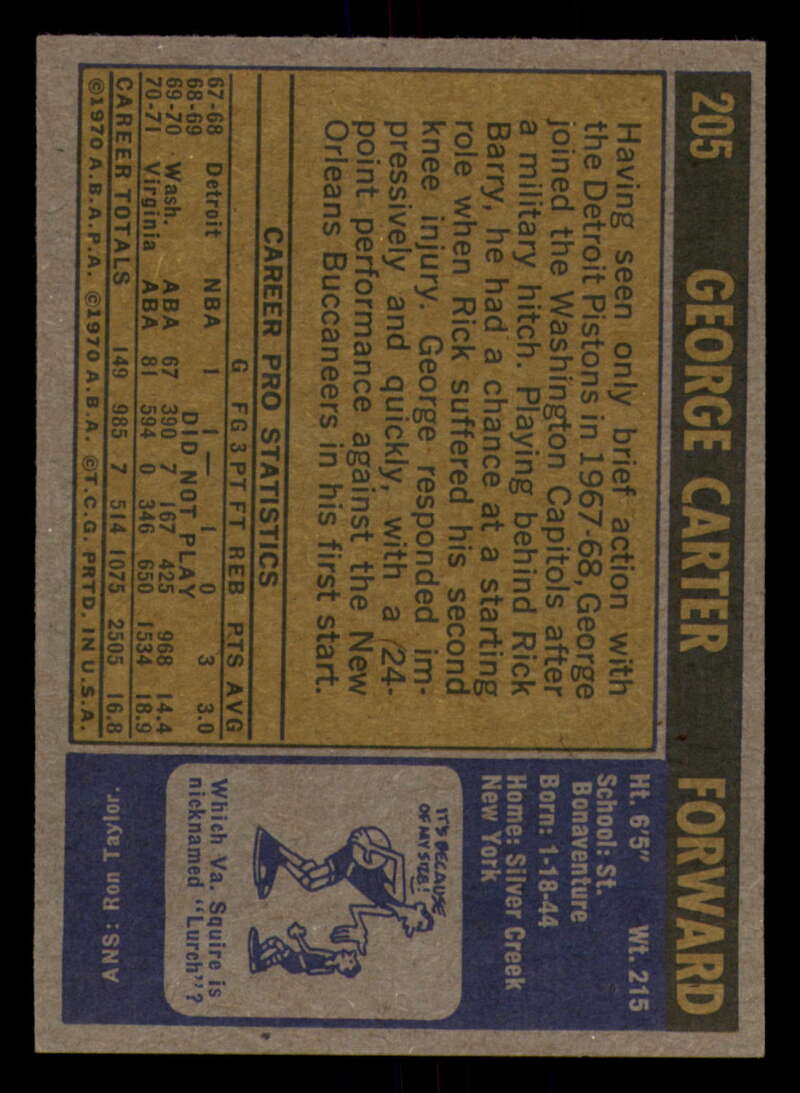 205 GEORGE CARTER FORWARD
Having seen only brief action with
the Detroit Pistons in 1967-68, George
joined the Washington Capitols after
a military hitch. Playing behind Rick
Barry, he had a chance at a starting
role when Rick suffered his second
knee injury. George responded im-
pressively and quickly, with a 24-
point performance against the New
Orleans Buccaneers in his first start.
CAREER PRO STATISTICS
G FG 3PT FT REB PTS AVG
67-68 Detroit NBA 1 1 — 1 0 3 3.0
68-69 DID NOT PLAY
69-70 Wash. ABA 67 390 7 167 425 968 14.4
70-71 Virginia ABA 81 594 0 346 650 1534 18.9
CAREER TOTALS 149 985 7 514 1075 2505 16.8
©1970 A.B.A.P.A. ©1970 A.B.A. ©T.C.G. PRTD. IN U.S.A.
Ht. 6'5" Wt. 215
School: St.
Bonaventure
Born: 1-18-44
Home: Silver Creek
New York
IT'S BECAUSE
OF MY SIZE!
Which Va. Squire is
nicknamed "Lurch"?
ANS: Ron Taylor.